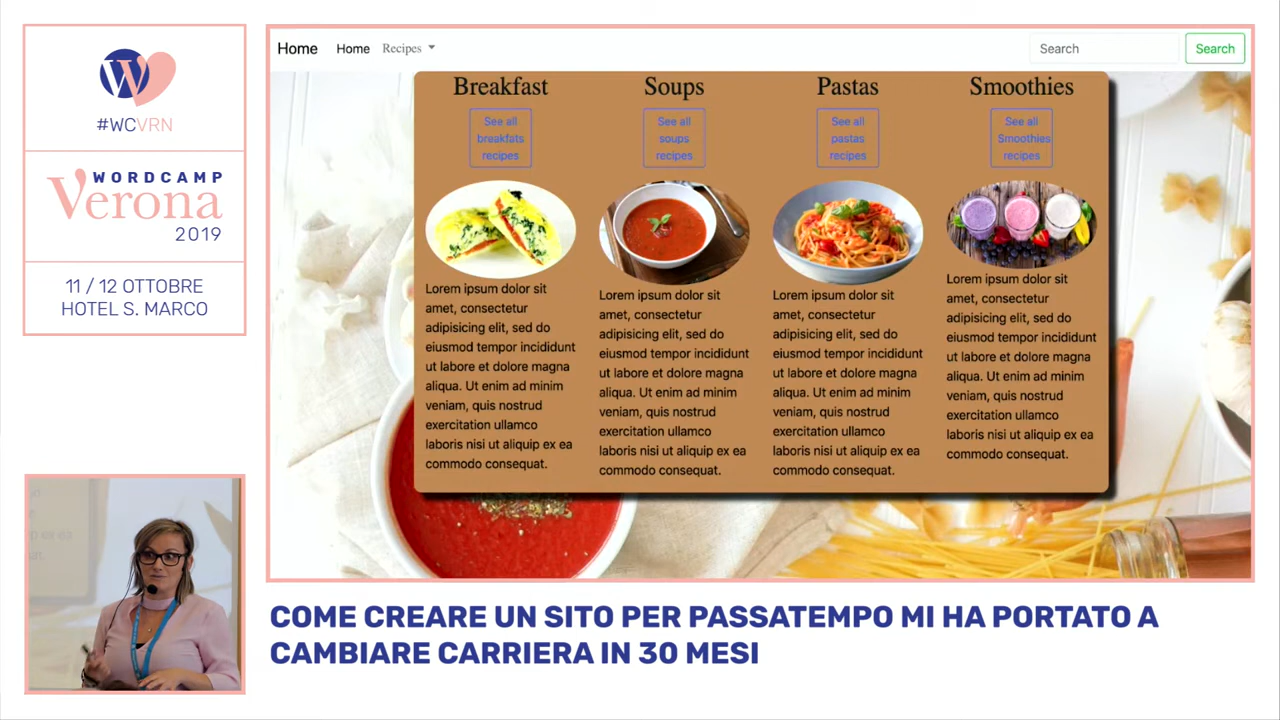 #WCVRN
WORDCAMP
Verona
2019
11 / 12 OTTOBRE
HOTEL S. MARCO
Home Home Recipes Search Search
Breakfast
See all
breakfats
recipes
Lorem ipsum dolor sit
amet, consectetur
adipisicing elit, sed do
eiusmod tempor incididunt
ut labore et dolore magna
aliqua. Ut enim ad minim
veniam, quis nostrud
exercitation ullamco
laboris nisi ut aliquip ex ea
commodo consequat.
Soups
See all
soups
recipes
Lorem ipsum dolor sit
amet, consectetur
adipisicing elit, sed do
eiusmod tempor incididunt
ut labore et dolore magna
aliqua. Ut enim ad minim
veniam, quis nostrud
exercitation ullamco
laboris nisi ut aliquip ex ea
commodo consequat.
Pastas
See all
pastas
recipes
Lorem ipsum dolor sit
amet, consectetur
adipisicing elit, sed do
eiusmod tempor incididunt
ut labore et dolore magna
aliqua. Ut enim ad minim
veniam, quis nostrud
exercitation ullamco
laboris nisi ut aliquip ex ea
commodo consequat.
Smoothies
See all
Smoothies
recipes
Lorem ipsum dolor sit
amet, consectetur
adipisicing elit, sed do
eiusmod tempor incididunt
ut labore et dolore magna
aliqua. Ut enim ad minim
veniam, quis nostrud
exercitation ullamco
laboris nisi ut aliquip ex ea
commodo consequat.
COME CREARE UN SITO PER PASSATEMPO MI HA PORTATO A
CAMBIARE CARRIERA IN 30 MESI